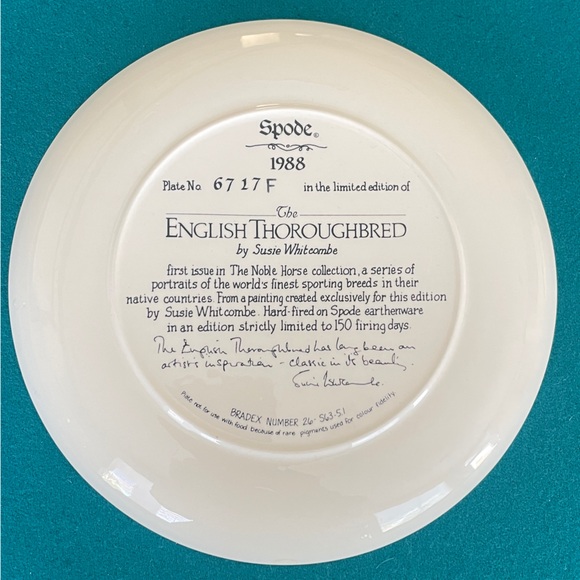 Spode©
1988
Plate No 6717F in the limited edition of
The
ENGLISH THOROUGHBRED
by Susie Whitcombe
first issue in The Noble Horse collection, a series of
portraits of the world's finest sporting breeds in their
native countries. From a painting created exclusively for this edition
by Susie Whitcombe. Hard-fired on Spode earthenware
in an edition strictly limited to 150 firing days.
The English Thoroughbred has long been an
artist's inspiration - classic in its beauty.
Susie Whitcombe.
BRADEX NUMBER 26-S63-5.1
Plate not for use with food because of rare pigments used for colour fidelity.